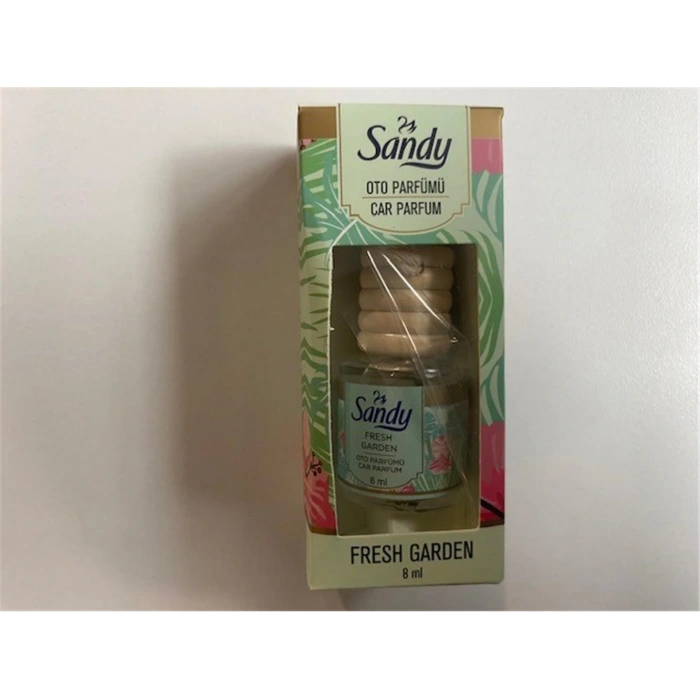 Sandy
OTO PARFÜMÜ
CAR PARFUM
Sandy
FRESH
GARDEN
OTO PARFÜMÜ
CAR PARFUM
8 ml
FRESH GARDEN
8 ml